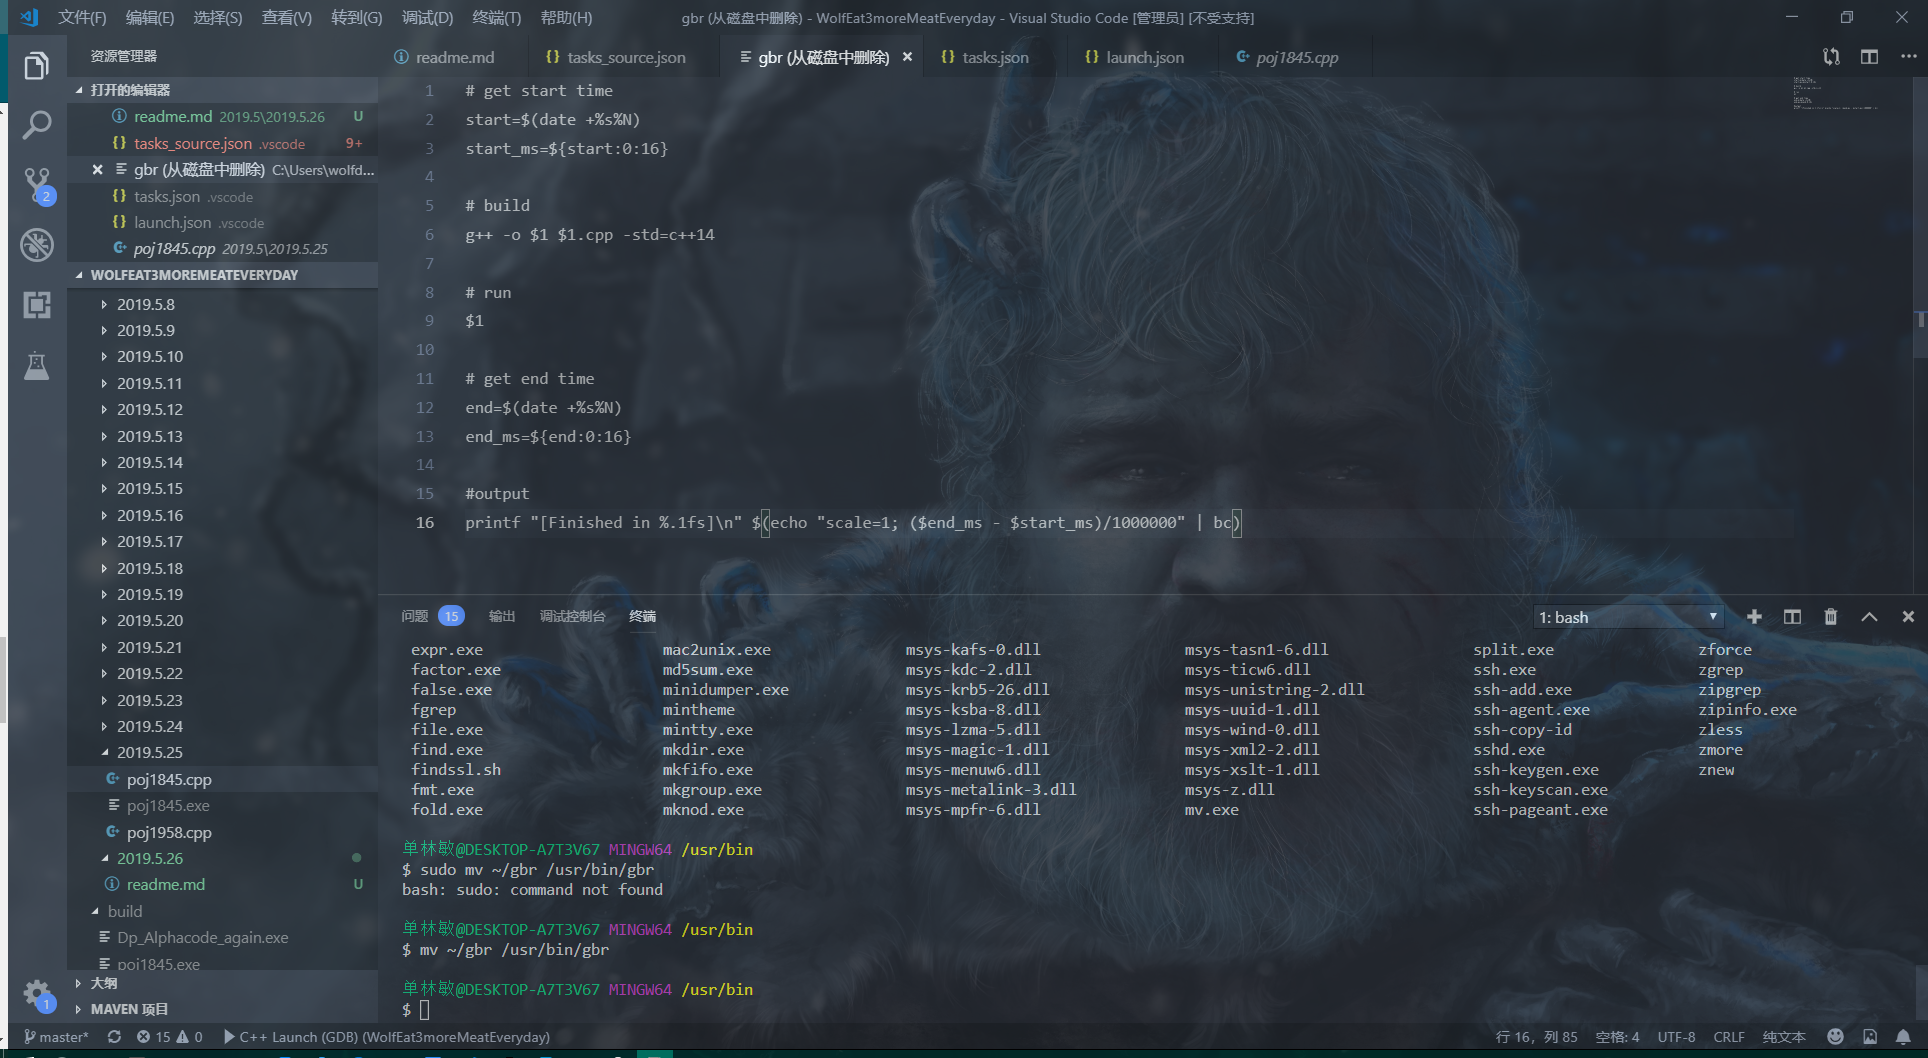 文件(F) 编辑(E) 选择(S) 查看(V) 转到(G) 调试(D) 终端(T) 帮助(H) gbr (从磁盘中删除) - WolfEat3moreMeatEveryday - Visual Studio Code [管理员] [不受支持]
资源管理器
打开的编辑器
readme.md 2019.5\2019.5.26 U
tasks_source.json .vscode 9+
gbr (从磁盘中删除) C:\Users\wolfd...
tasks.json .vscode
launch.json .vscode
poj1845.cpp 2019.5\2019.5.25
WOLFEAT3MOREMEATEVERYDAY
2019.5.8
2019.5.9
2019.5.10
2019.5.11
2019.5.12
2019.5.13
2019.5.14
2019.5.15
2019.5.16
2019.5.17
2019.5.18
2019.5.19
2019.5.20
2019.5.21
2019.5.22
2019.5.23
2019.5.24
2019.5.25
poj1845.cpp
poj1845.exe
poj1958.cpp
2019.5.26
readme.md U
build
Dp_Alphacode_again.exe
poj1845.exe
大纲
MAVEN 项目
2
1
readme.md tasks_source.json gbr (从磁盘中删除) tasks.json launch.json poj1845.cpp
1 # get start time
2 start=$(date +%s%N)
3 start_ms=${start:0:16}
4
5 # build
6 g++ -o $1 $1.cpp -std=c++14
7
8 # run
9 $1
10
11 # get end time
12 end=$(date +%s%N)
13 end_ms=${end:0:16}
14
15 #output
16 printf "[Finished in %.1fs]\n" $(echo "scale=1; ($end_ms - $start_ms)/1000000" | bc)
问题 15 输出 调试控制台 终端 1: bash
expr.exe mac2unix.exe msys-kafs-0.dll msys-tasn1-6.dll split.exe zforce
factor.exe md5sum.exe msys-kdc-2.dll msys-ticw6.dll ssh.exe zgrep
false.exe minidumper.exe msys-krb5-26.dll msys-unistring-2.dll ssh-add.exe zipgrep
fgrep mintheme msys-ksba-8.dll msys-uuid-1.dll ssh-agent.exe zipinfo.exe
file.exe mintty.exe msys-lzma-5.dll msys-wind-0.dll ssh-copy-id zless
find.exe mkdir.exe msys-magic-1.dll msys-xml2-2.dll sshd.exe zmore
findssl.sh mkfifo.exe msys-menuw6.dll msys-xslt-1.dll ssh-keygen.exe znew
fmt.exe mkgroup.exe msys-metalink-3.dll msys-z.dll ssh-keyscan.exe
fold.exe mknod.exe msys-mpfr-6.dll mv.exe ssh-pageant.exe
单林敏@DESKTOP-A7T3V67 MINGW64 /usr/bin
$ sudo mv ~/gbr /usr/bin/gbr
bash: sudo: command not found
单林敏@DESKTOP-A7T3V67 MINGW64 /usr/bin
$ mv ~/gbr /usr/bin/gbr
单林敏@DESKTOP-A7T3V67 MINGW64 /usr/bin
$
master* 15 0 C++ Launch (GDB) (WolfEat3moreMeatEveryday) 行 16, 列 85 空格: 4 UTF-8 CRLF 纯文本